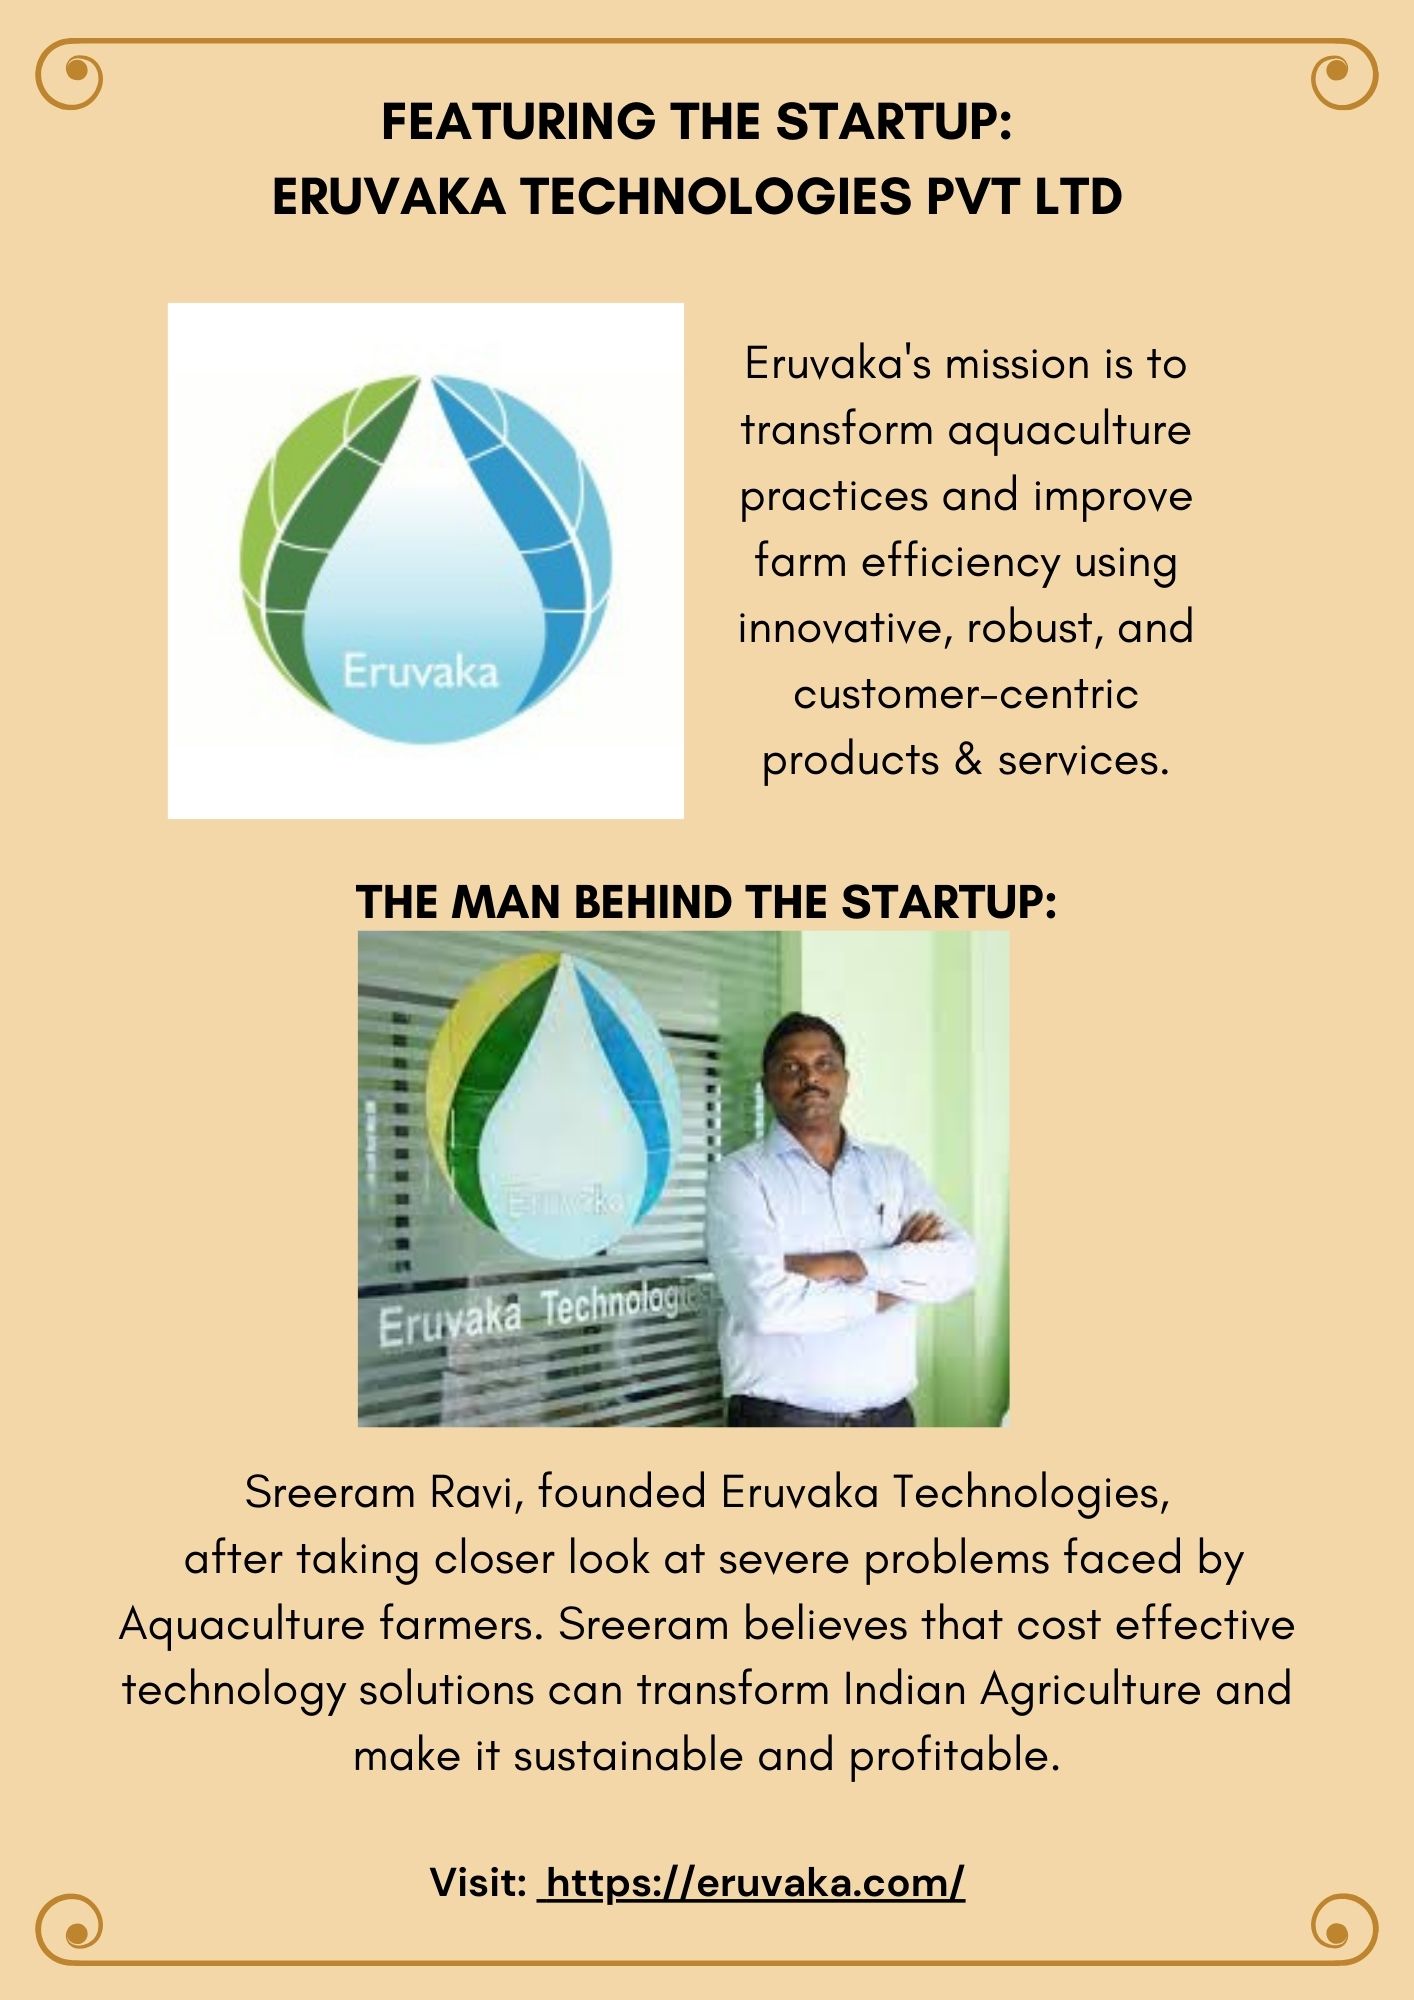 FEATURING THE STARTUP:
ERUVAKA TECHNOLOGIES PVT LTD
Eruvaka
Eruvaka's mission is to
transform aquaculture
practices and improve
farm efficiency using
innovative, robust, and
customer-centric
products & services.
THE MAN BEHIND THE STARTUP:
Eruvaka
Eruvaka Technologies
Sreeram Ravi, founded Eruvaka Technologies,
after taking closer look at severe problems faced by
Aquaculture farmers. Sreeram believes that cost effective
technology solutions can transform Indian Agriculture and
make it sustainable and profitable.
Visit: https://eruvaka.com/